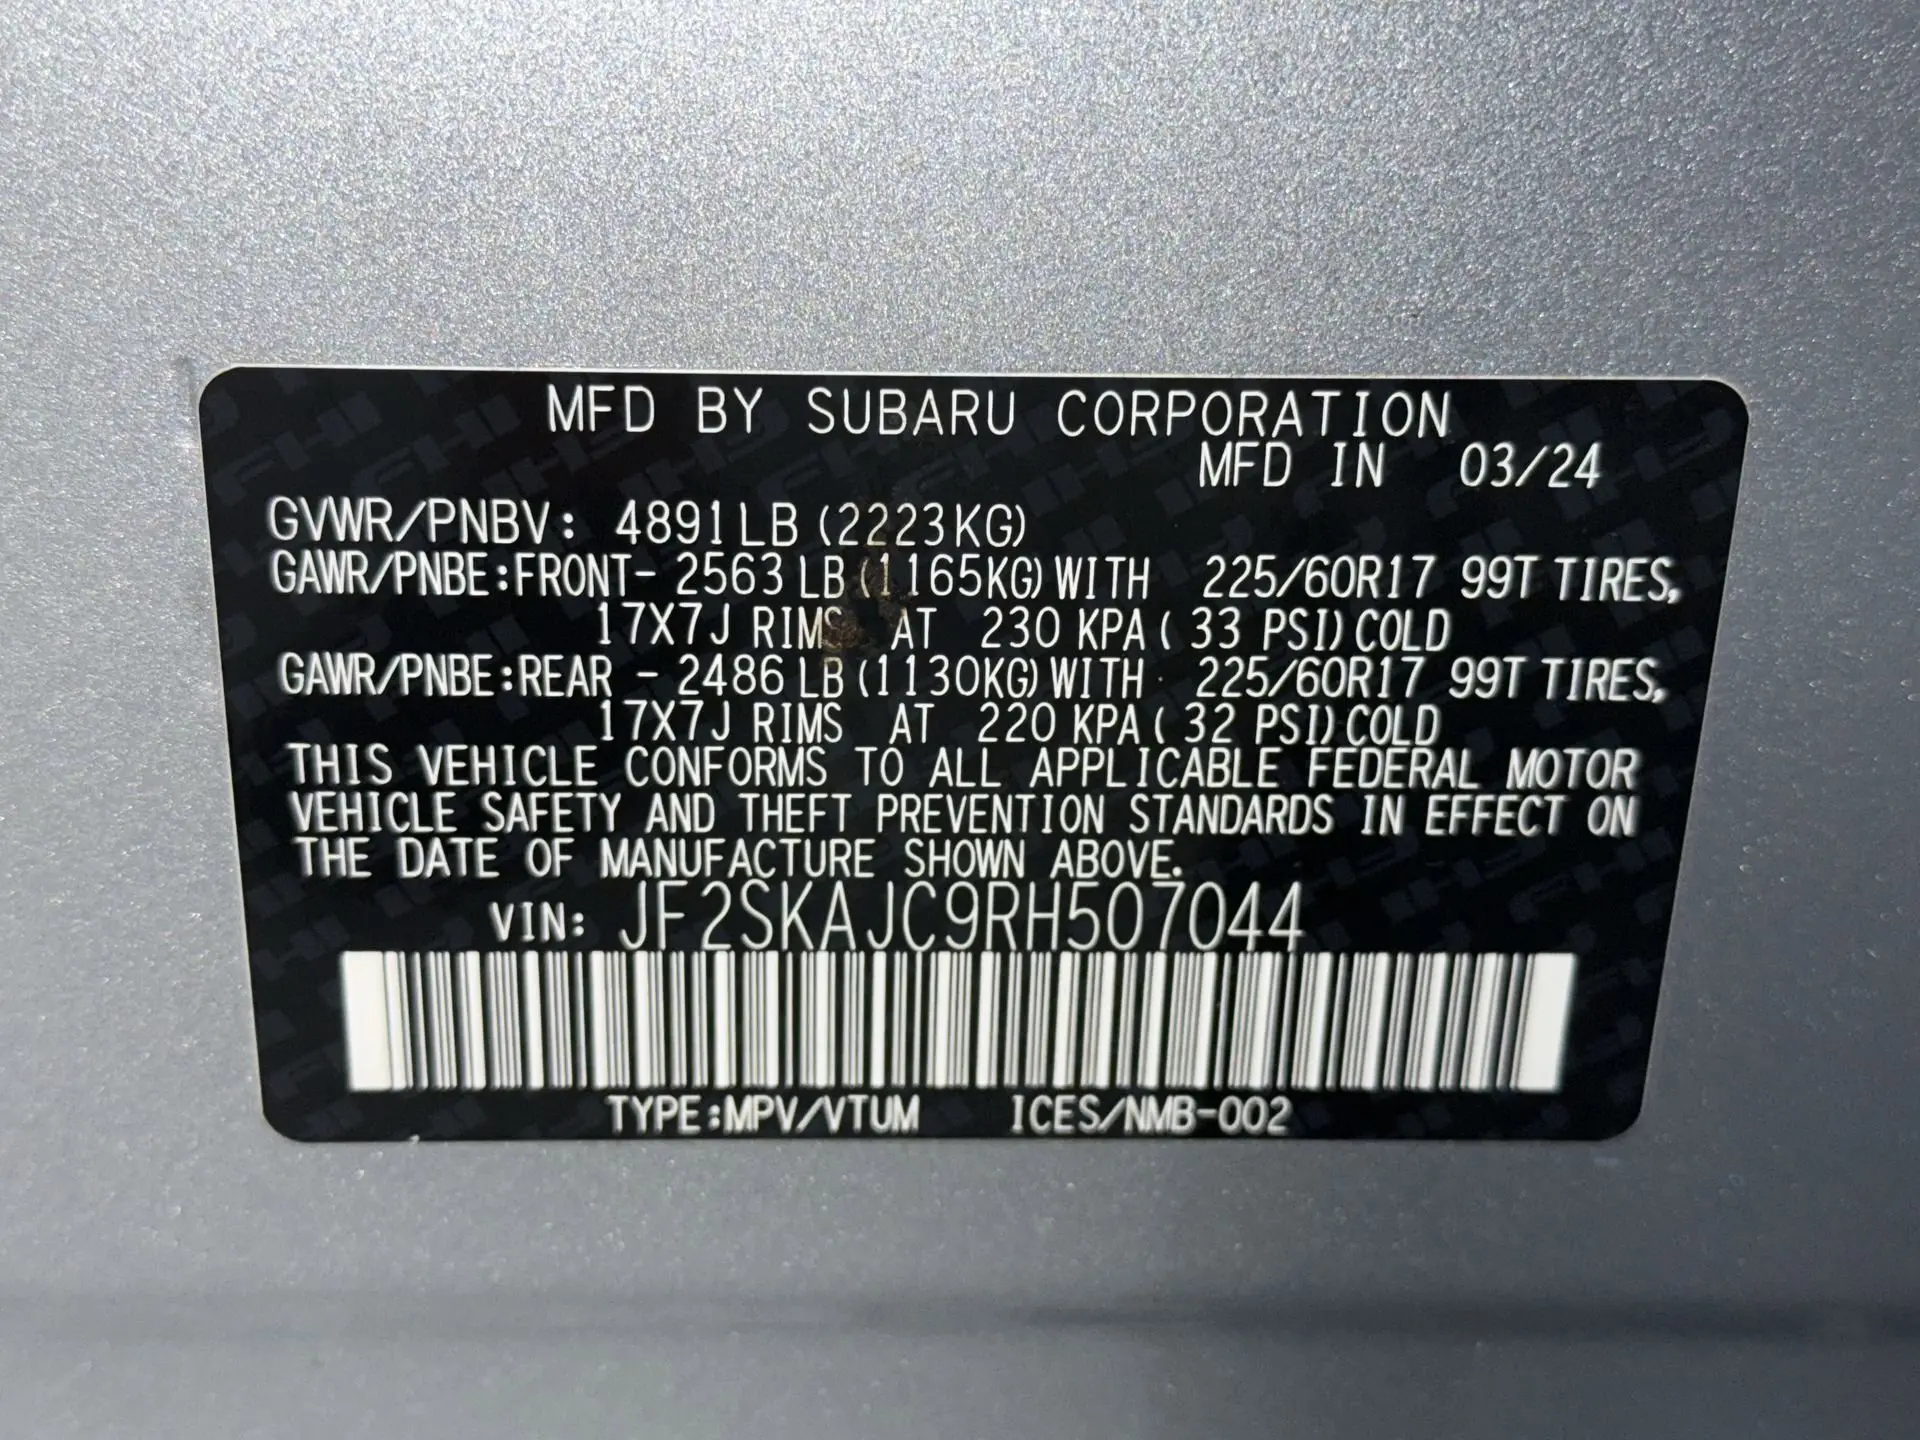 MFD BY SUBARU CORPORATION
MFD IN 03/24
GVWR/PNBV: 4891LB (2223KG)
GAWR/PNBE:FRONT- 2563 LB (1165KG) WITH 225/60R17 99T TIRES,
17X7J RIMS AT 230 KPA ( 33 PSI) COLD
GAWR/PNBE:REAR - 2486 LB (1130KG) WITH 225/60R17 99T TIRES,
17X7J RIMS AT 220 KPA ( 32 PSI) COLD
THIS VEHICLE CONFORMS TO ALL APPLICABLE FEDERAL MOTOR
VEHICLE SAFETY AND THEFT PREVENTION STANDARDS IN EFFECT ON
THE DATE OF MANUFACTURE SHOWN ABOVE.
VIN: JF2SKAJC9RH507044
TYPE:MPV/VTUM ICES/NMB-002